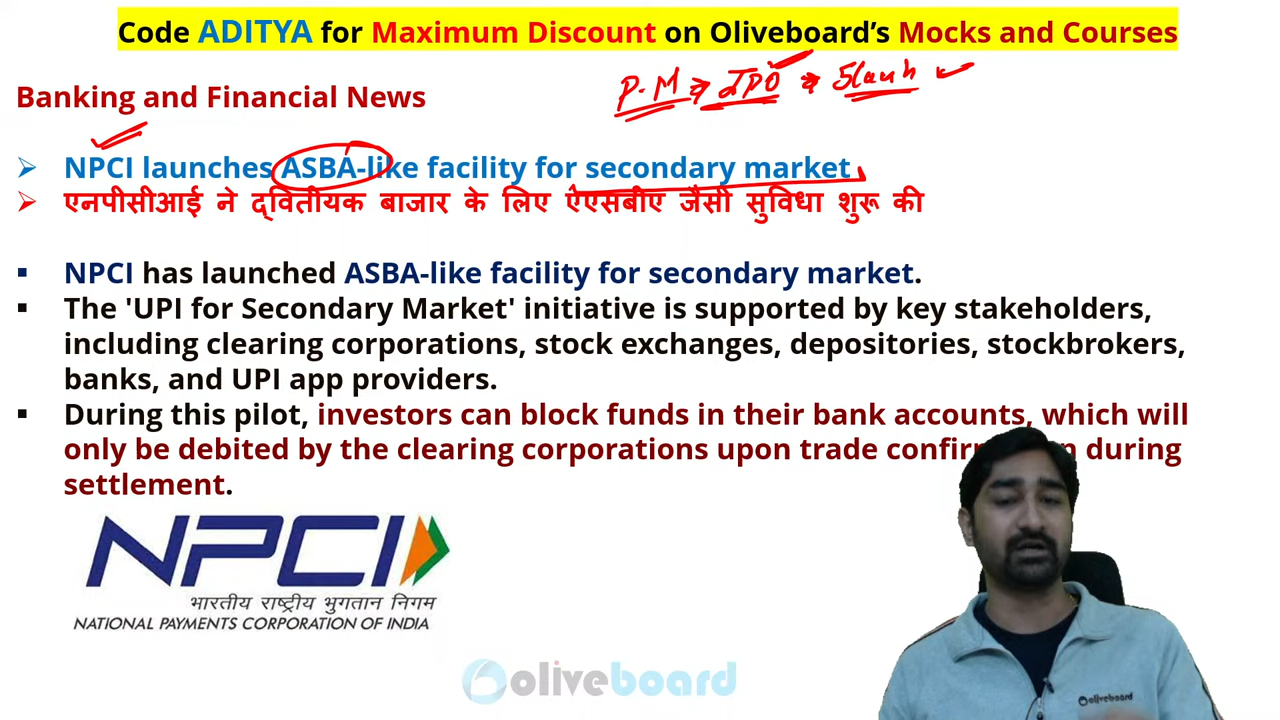 Code ADITYA for Maximum Discount on Oliveboard's Mocks and Courses
P.M → IPO →
Banking and Financial News
NPCI launches ASBA-like facility for secondary market
एनपीसीआई ने द्वितीयक बाजार के लिए ऐएसबीए जैसी सुविधा शुरू की
NPCI has launched ASBA-like facility for secondary market.
The 'UPI for Secondary Market' initiative is supported by key stakeholders,
including clearing corporations, stock exchanges, depositories, stockbrokers,
banks, and UPI app providers.
During this pilot, investors can block funds in their bank accounts, which will
only be debited by the clearing corporations upon trade during
settlement.
NPCI
भारतीय राष्ट्रीय भुगतान निगम
NATIONAL PAYMENTS CORPORATION OF INDIA
oliveboard
oliveboard